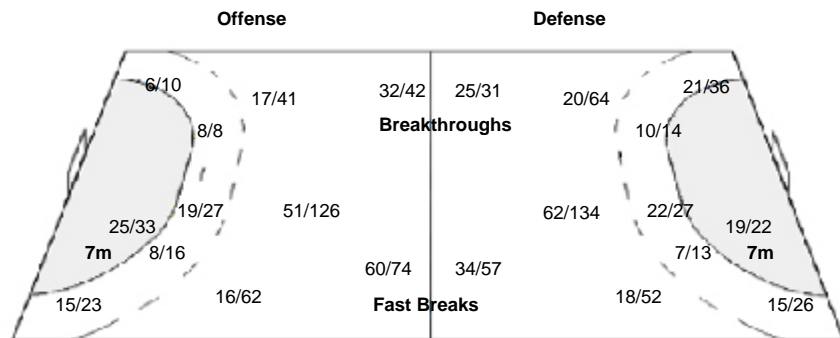 Offense Defense
6/10 21/36
17/41 32/42 25/31 20/64
8/8 Breakthroughs 10/14
19/27 51/126 62/134 22/27
25/33 19/22
7m 8/16 7/13 7m
60/74 34/57
15/23 16/62 Fast Breaks 18/52 15/26